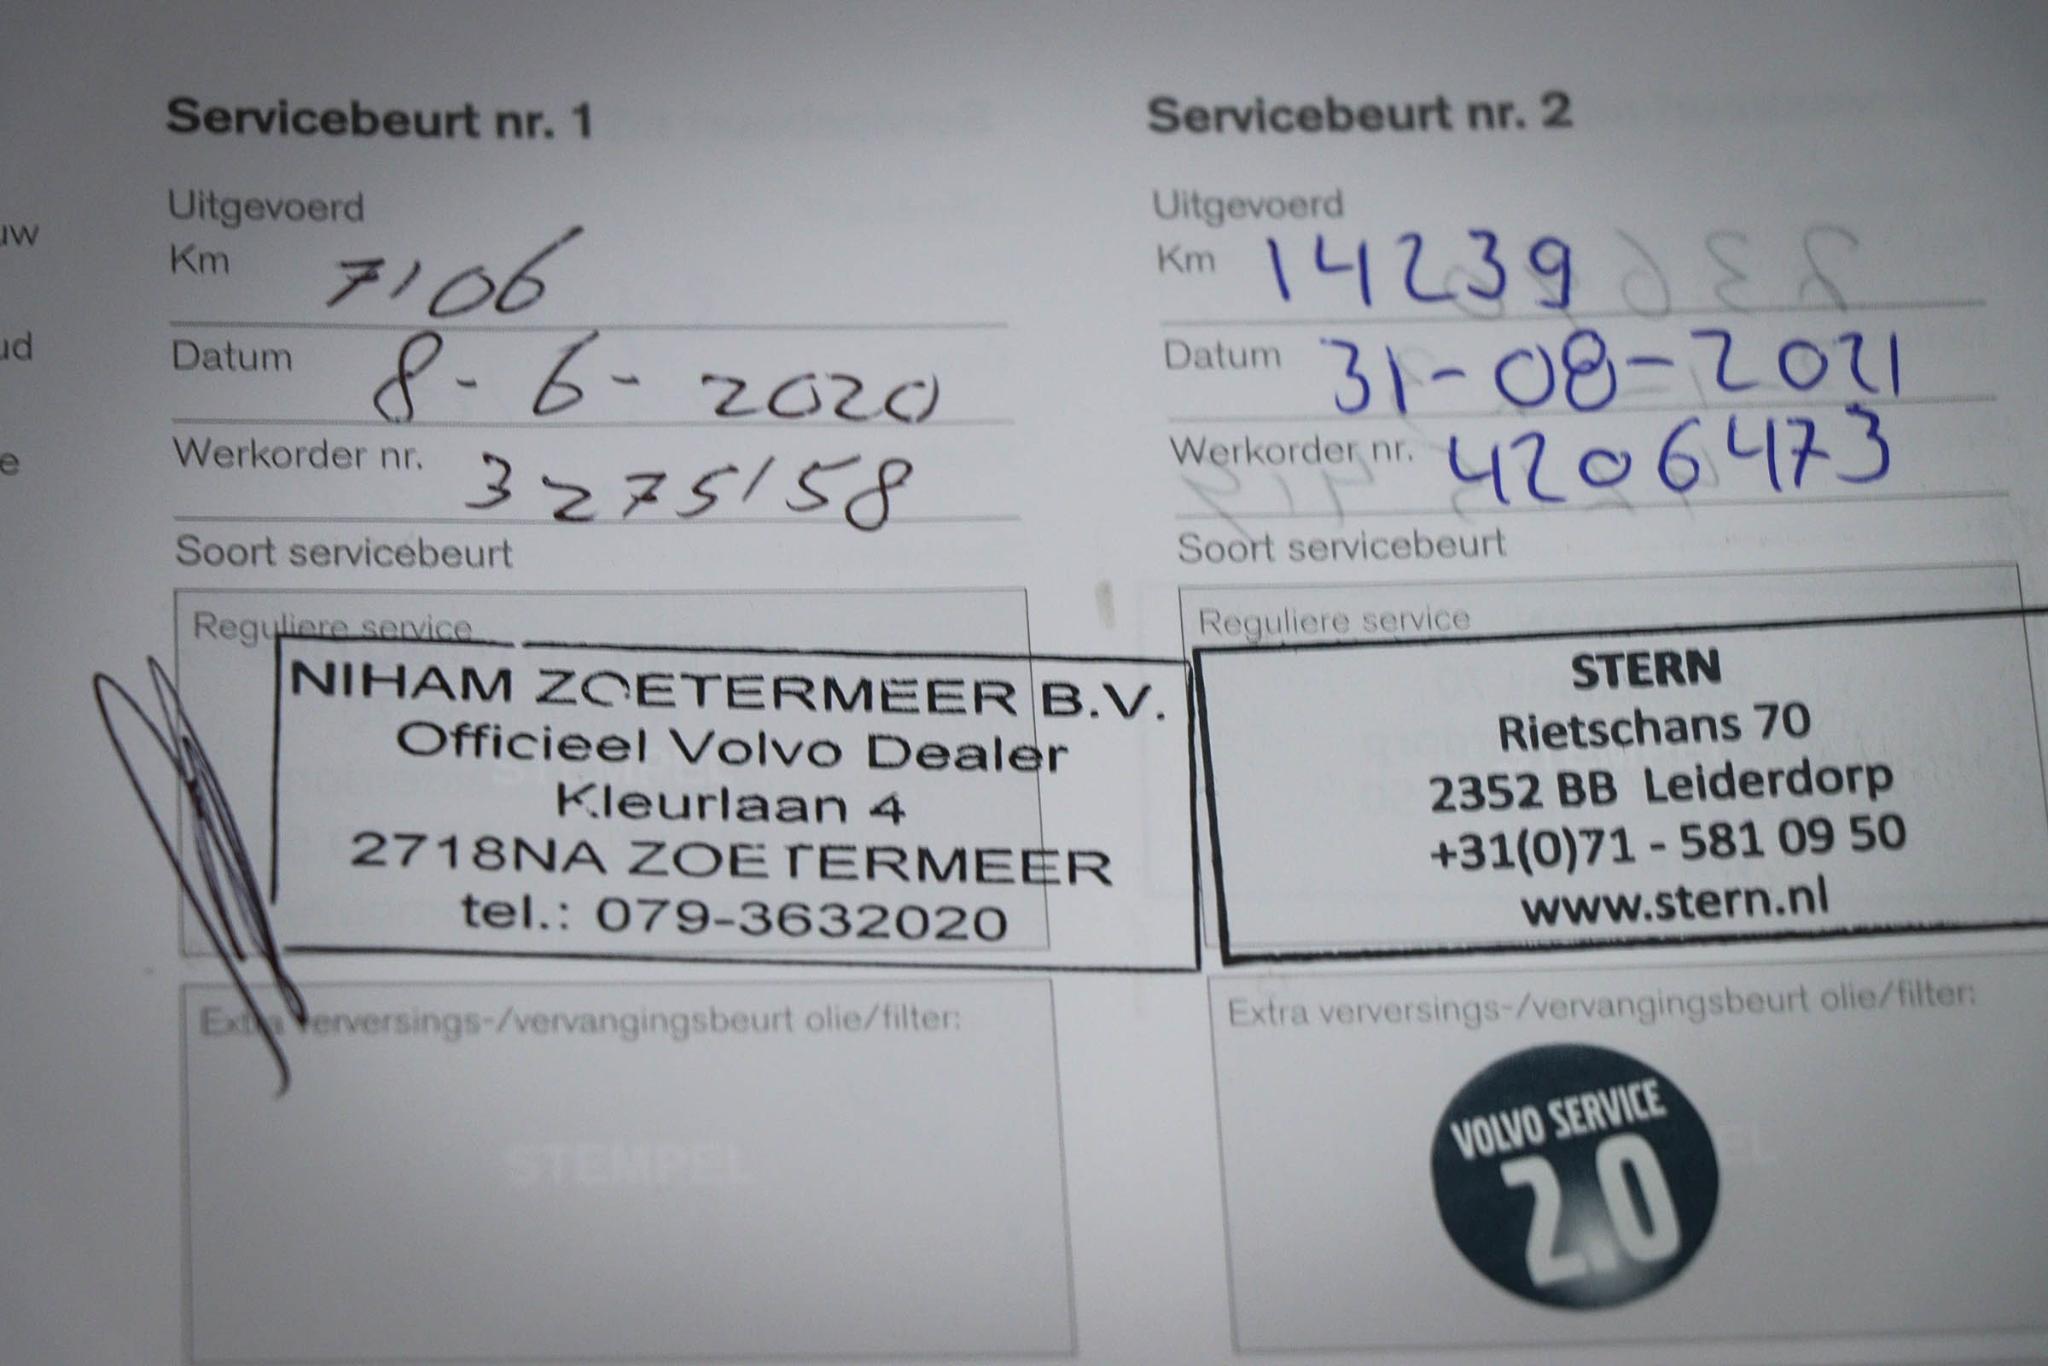 Servicebeurt nr. 1
Uitgevoerd
Km 7106
Datum 8-6-2020
Werkorder nr. 3275158
Soort servicebeurt
Reguliere service
NIHAM ZOETERMEER B.V.
Officieel Volvo Dealer
Kleurlaan 4
2718NA ZOETERMEER
tel.: 079-3632020
Extra verversings-/vervangingsbeurt olie/filter:
STEMPEL
Servicebeurt nr. 2
Uitgevoerd
Km 14239
Datum 31-08-2021
Werkorder nr. 4206473
Soort servicebeurt
Reguliere service
STERN
Rietschans 70
2352 BB Leiderdorp
+31(0)71 - 581 09 50
www.stern.nl
Extra verversings-/vervangingsbeurt olie/filter:
VOLVO SERVICE
2.0